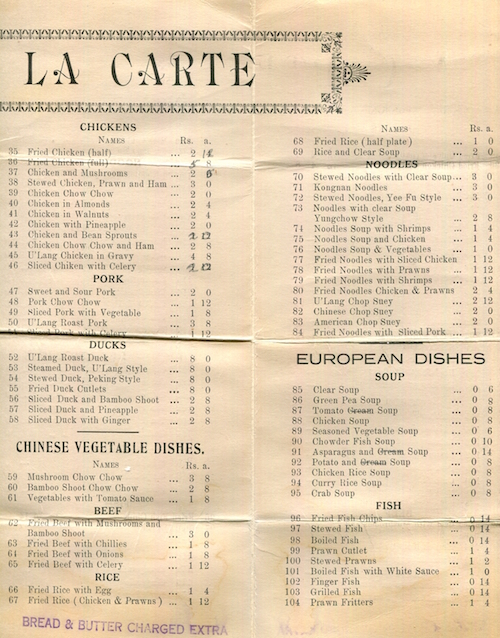 LA CARTE
CHICKENS
NAMES Rs. a.
35 Fried Chicken (half) ... 2
36 Fried Chicken (full) ... 8
37 Chicken and Mushrooms ... 2
38 Stewed Chicken, Prawn and Ham ... 3 0
39 Chicken Chow Chow ... 2 0
40 Chicken in Almonds ... 2 4
41 Chicken in Walnuts ... 2 4
42 Chicken with Pineapple ... 2 0
43 Chicken and Bean Sprouts ... 1 12
44 Chicken Chow Chow and Ham ... 2 8
45 U'Lang Chicken in Gravy ... 4 8
46 Sliced Chiken with Celery ... 1 12
PORK
47 Sweet and Sour Pork ... 2 0
48 Pork Chow Chow ... 1 12
49 Sliced Pork with Vegetable ... 1 8
50 U'Lang Roast Pork ... 3 8
Sliced Pork with Celery ... 1 12
DUCKS
52 U'Lang Roast Duck ... 8 0
53 Steamed Duck, U'Lang Style ... 8 0
54 Stewed Duck, Peking Style ... 8 0
55 Fried Duck Cutlets ... 8 0
56 Sliced Duck and Bamboo Shoot ... 2 8
57 Sliced Duck and Pineapple ... 2 8
58 Sliced Duck with Ginger ... 2 8
CHINESE VEGETABLE DISHES.
NAMES Rs. a.
59 Mushroom Chow Chow ... 3 8
60 Bamboo Shoot Chow Chow ... 2 8
61 Vegetables with Tomato Sauce ... 1 8
BEEF
62 Fried Beef with Mushrooms and
Bamboo Shoot ... 3 0
63 Fried Beef with Chillies ... 1 8
64 Fried Beef with Onions ... 1 8
65 Fried Beef with Celery ... 1 12
RICE
66 Fried Rice with Egg ... 1 4
67 Fried Rice (Chicken & Prawns) ... 1 12
BREAD & BUTTER CHARGED EXTRA
NAMES Rs. a.
68 Fried Rice (half plate) ... 1 0
69 Rice and Clear Soup ... 2 0
NOODLES
70 Stewed Noodles with Clear Soup... 3 0
71 Kongnan Noodles ... 3 0
72 Stewed Noodles, Yee Fu Style ... 3 0
73 Noodles with clear Soup
Yungchow Style ... 2 8
74 Noodles Soup with Shrimps ... 1 4
75 Noodles Soup and Chicken ... 1 4
76 Noodles Soup & Vegetables ... 1 0
77 Fried Noodles with Sliced Chicken 1 12
78 Fried Noodles with Prawns ... 1 12
79 Fried Noodles with Shrimps ... 1 12
80 Fried Noodles Chicken & Prawns 2 4
81 U'Lang Chop Suey ... 2 12
82 Chinese Chop Suey ... 2 0
83 American Chop Suey ... 2 0
84 Fried Noodles with Sliced Pork ... 1 12
EUROPEAN DISHES
SOUP
85 Clear Soup ... 0 6
86 Green Pea Soup ... 0 8
87 Tomato Cream Soup ... 0 8
88 Chicken Soup ... 0 8
89 Seasoned Vegetable Soup ... 0 6
90 Chowder Fish Soup ... 0 10
91 Asparagus and Cream Soup ... 0 14
92 Potato and Cream Soup ... 0 8
93 Chicken Rice Soup ... 0 8
94 Curry Rice Soup ... 0 8
95 Crab Soup ... 0 8
FISH
96 Fried Fish Chips ... 0 14
97 Stewed Fish ... 0 14
98 Boiled Fish ... 0 14
99 Prawn Cutlet ... 1 4
100 Stewed Prawns ... 1 2
101 Boiled Fish with White Sauce ... 1 0
102 Finger Fish ... 0 14
103 Grilled Fish ... 0 14
104 Prawn Fritters ... 1 4